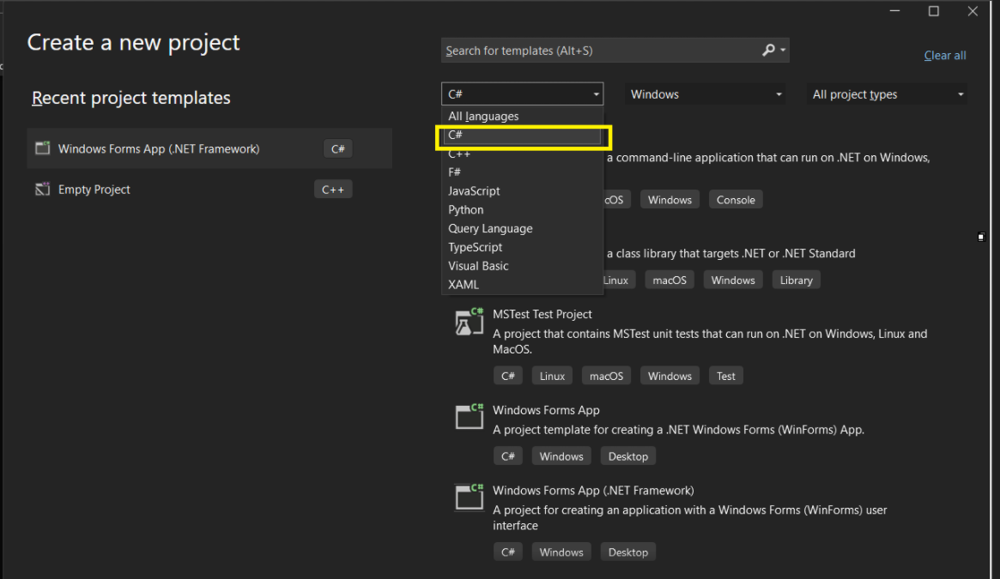 Create a new project
Search for templates (Alt+S)
Clear all
Recent project templates
C#
Windows
All project types
Windows Forms App (.NET Framework)
C#
Empty Project
C++
All languages
C#
C++
F#
JavaScript
Python
Query Language
TypeScript
Visual Basic
XAML
a command-line application that can run on .NET on Windows,
cOS
Windows
Console
a class library that targets .NET or .NET Standard
Linux
macOS
Windows
Library
C#
MSTest Test Project
A project that contains MSTest unit tests that can run on .NET on Windows, Linux and
MacOS.
C#
Linux
macOS
Windows
Test
C#
Windows Forms App
A project template for creating a .NET Windows Forms (WinForms) App.
C#
Windows
Desktop
C#
Windows Forms App (.NET Framework)
A project for creating an application with a Windows Forms (WinForms) user
interface
C#
Windows
Desktop